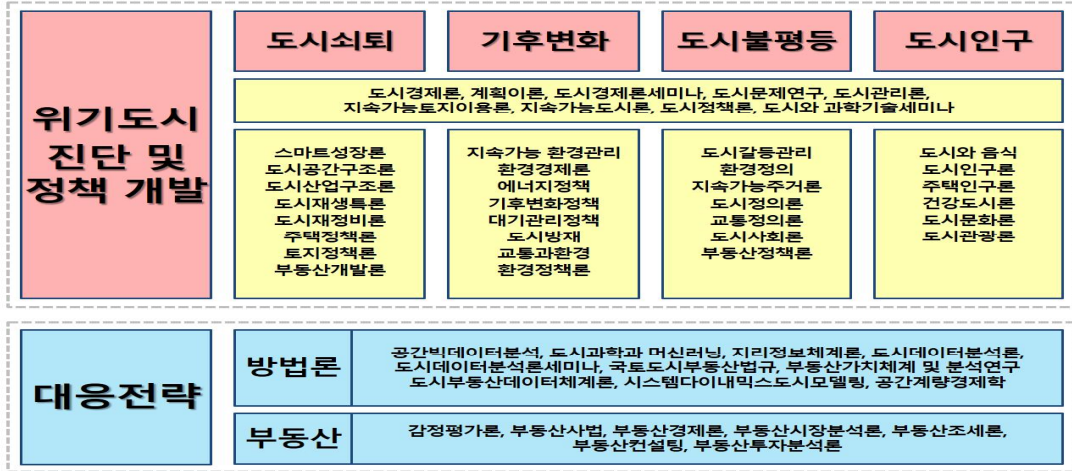 위기도시
진단 및
정책 개발
도시쇠퇴
기후변화
도시불평등
도시인구
도시경제론, 계획이론, 도시경제론세미나, 도시문제연구, 도시관리론,
지속가능토지이용론, 지속가능도시론, 도시정책론, 도시와 과학기술세미나
스마트성장론
도시공간구조론
도시산업구조론
도시재생특론
도시재정비론
주택정책론
토지정책론
부동산개발론
지속가능 환경관리
환경경제론
에너지정책
기후변화정책
대기관리정책
도시방재
교통과환경
환경정책론
도시갈등관리
환경정의
지속가능주거론
도시정의론
교통정의론
도시사회론
부동산정책론
도시와 음식
도시인구론
주택인구론
건강도시론
도시문화론
도시관광론
대응전략
방법론
공간빅데이터분석, 도시과학과 머신러닝, 지리정보체계론, 도시데이터분석론,
도시데이터분석론세미나, 국토도시부동산법규, 부동산가치체계 및 분석연구
도시부동산데이터체계론, 시스템다이내믹스도시모델링, 공간계량경제학
부동산
감정평가론, 부동산사법, 부동산경제론, 부동산시장분석론, 부동산조세론,
부동산컨설팅, 부동산투자분석론